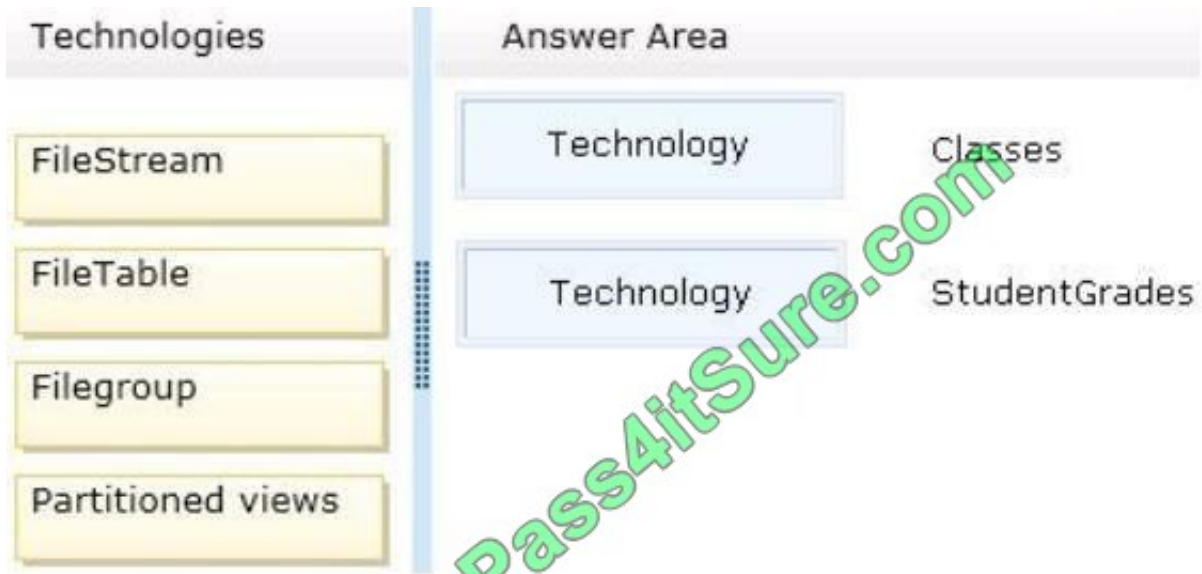 Technologies
Answer Area
FileStream
FileTable
Filegroup
Partitioned views
Technology
Classes
Technology
StudentGrades
Pass4itSure.com